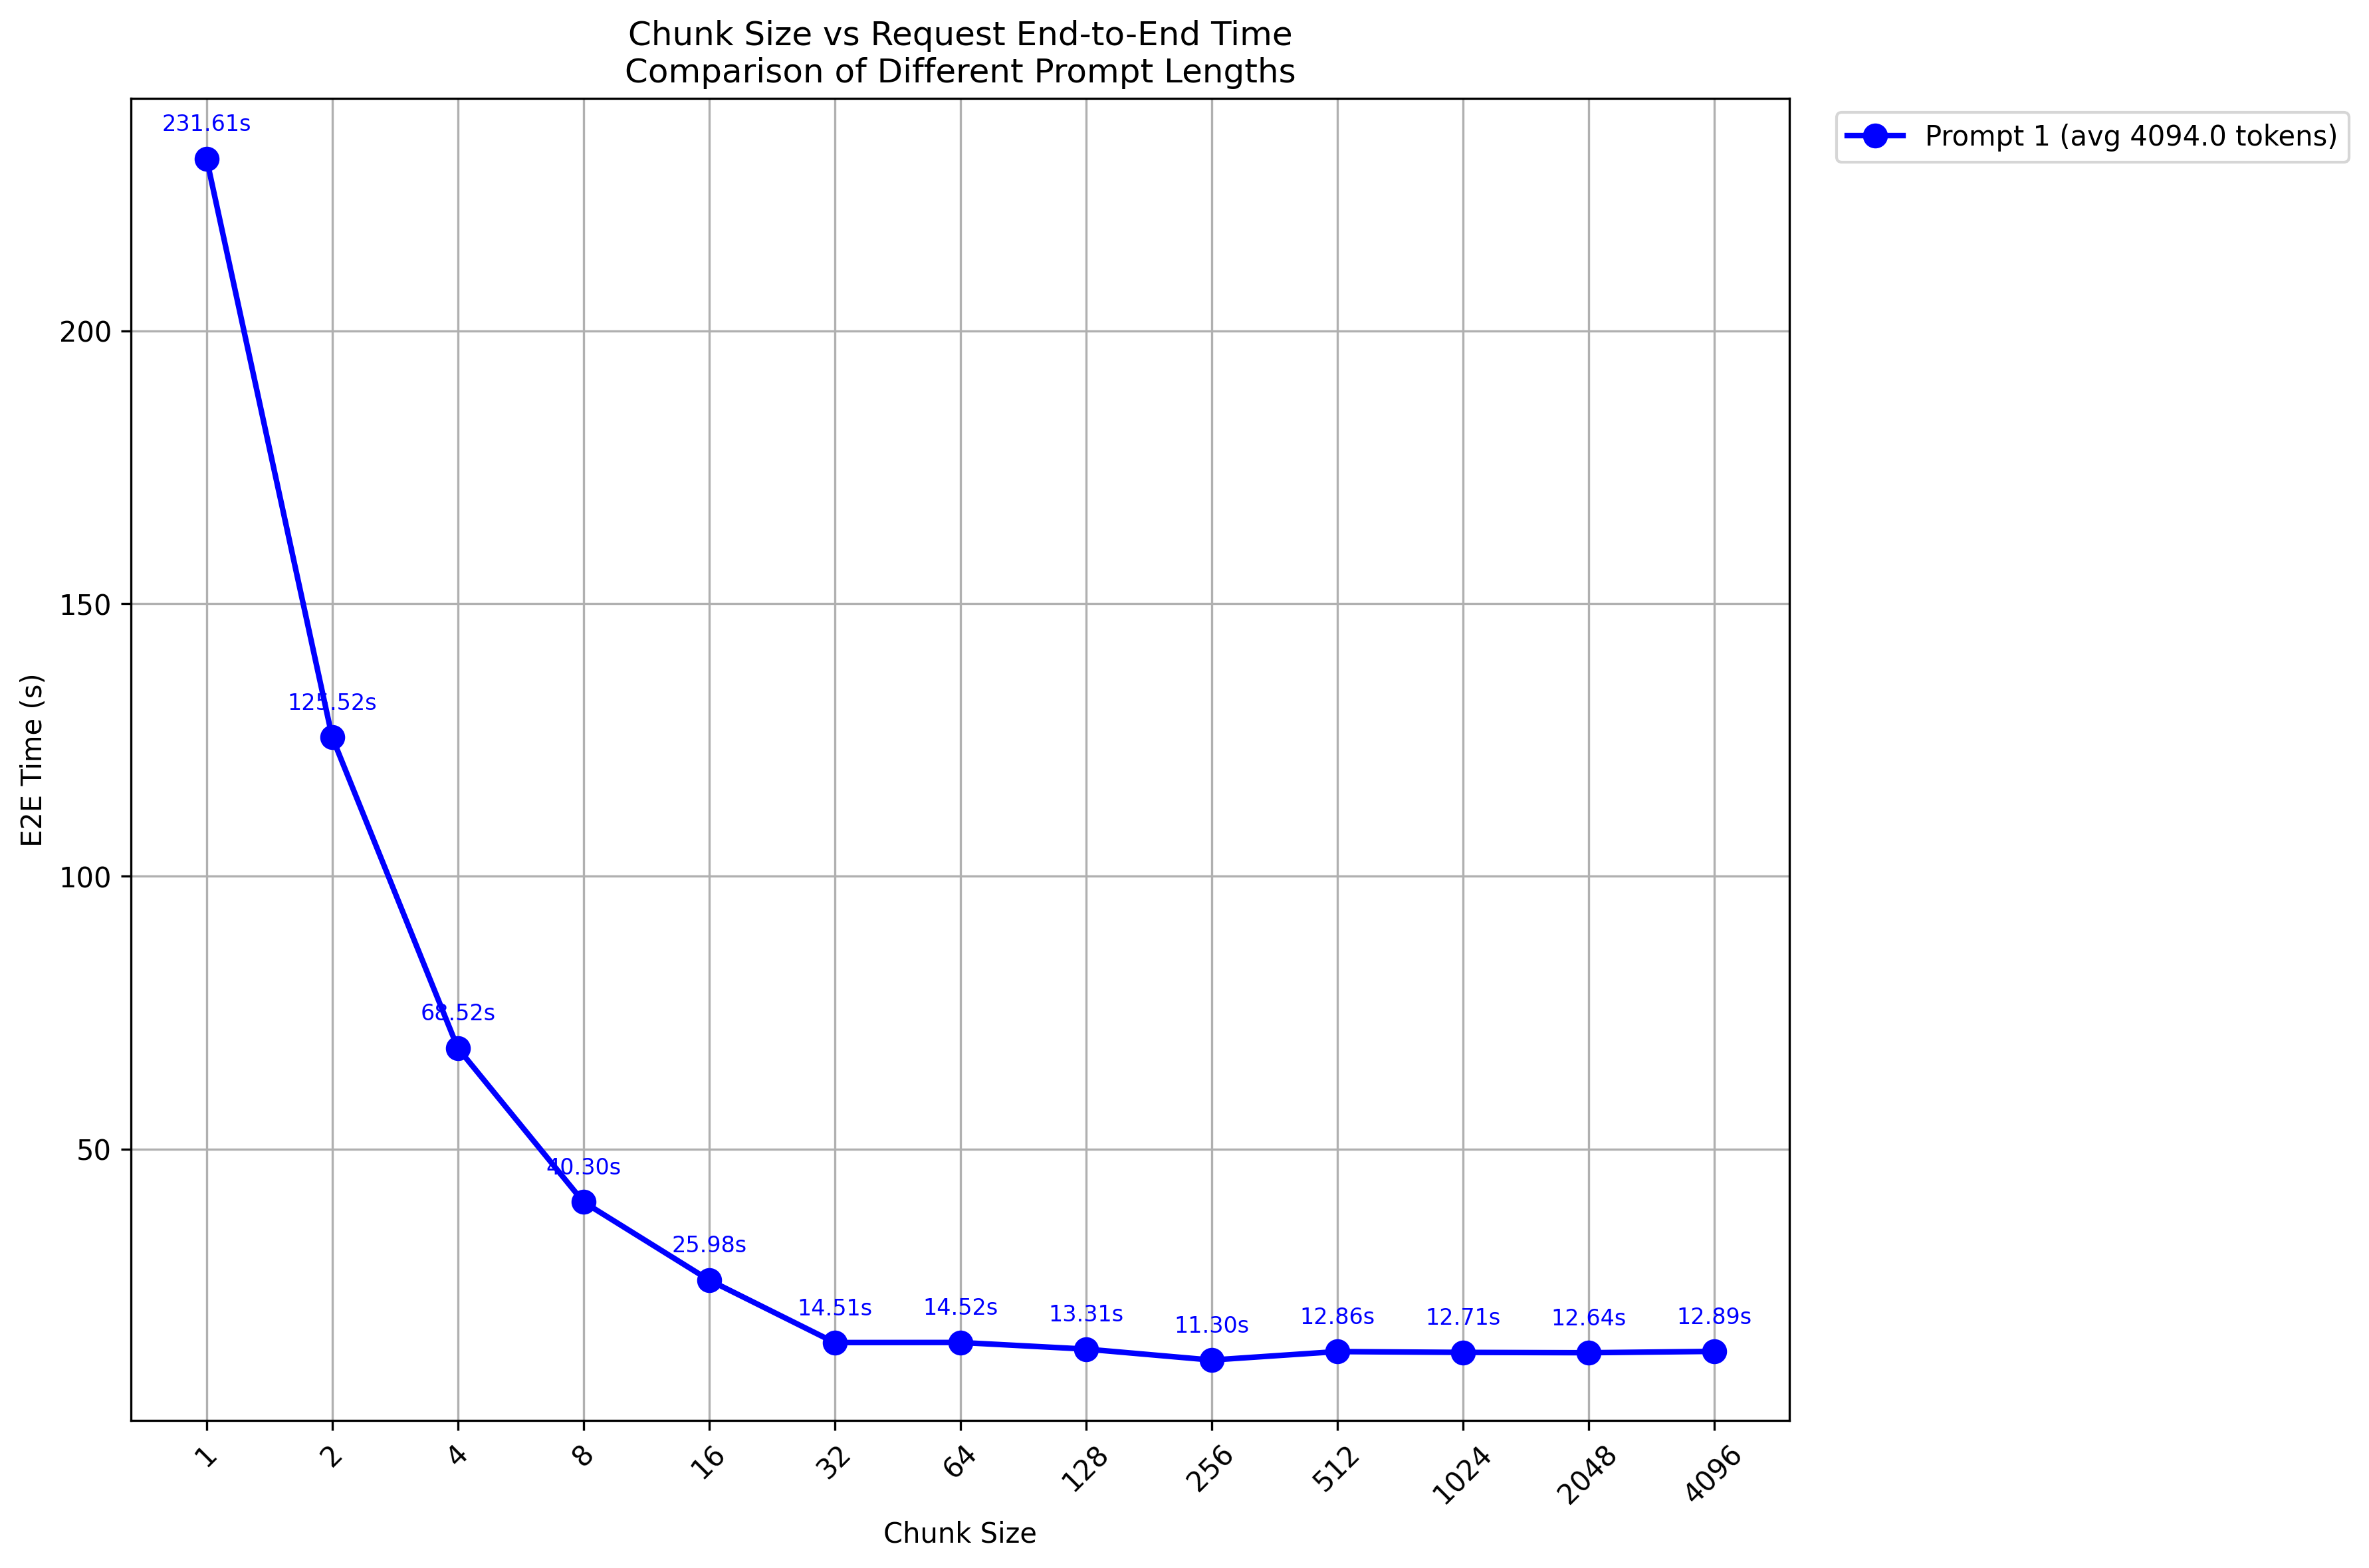 Chunk Size vs Request End-to-End Time
Comparison of Different Prompt Lengths
Prompt 1 (avg 4094.0 tokens)
E2E Time (s)
200
150
100
50
231.61s
125.52s
68.52s
40.30s
25.98s
14.51s
14.52s
13.31s
11.30s
12.86s
12.71s
12.64s
12.89s
1
2
4
8
16
32
64
128
256
512
1024
2048
4096
Chunk Size